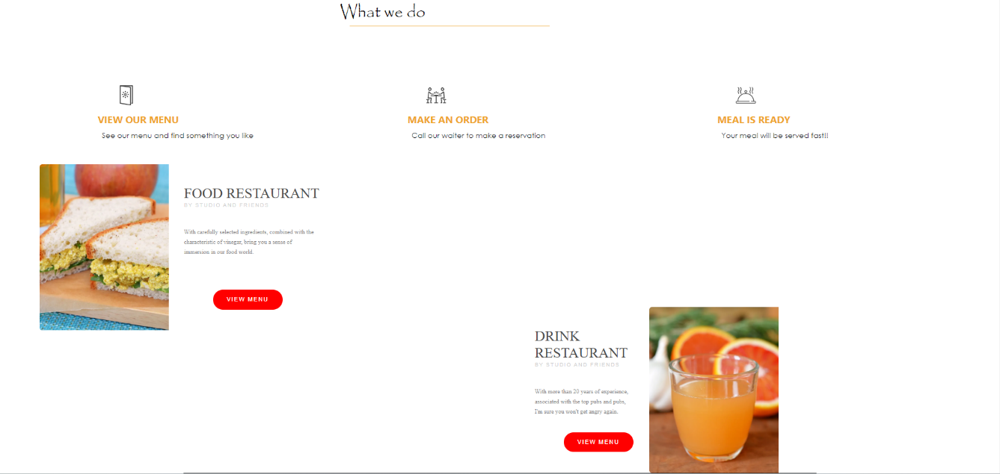 What we do
VIEW OUR MENU
See our menu and find something you like
MAKE AN ORDER
Call our waiter to make a reservation
MEAL IS READY
Your meal will be served fast!!
FOOD RESTAURANT
BY STUDIO AND FRIENDS
With carefully selected ingredients, combined with the
characteristic of vinegar, bring you a sense of
immersion in our food world.
VIEW MENU
DRINK
RESTAURANT
BY STUDIO AND FRIENDS
With more than 20 years of experience,
associated with the top pubs and pubs,
I'm sure you won't get angry again.
VIEW MENU